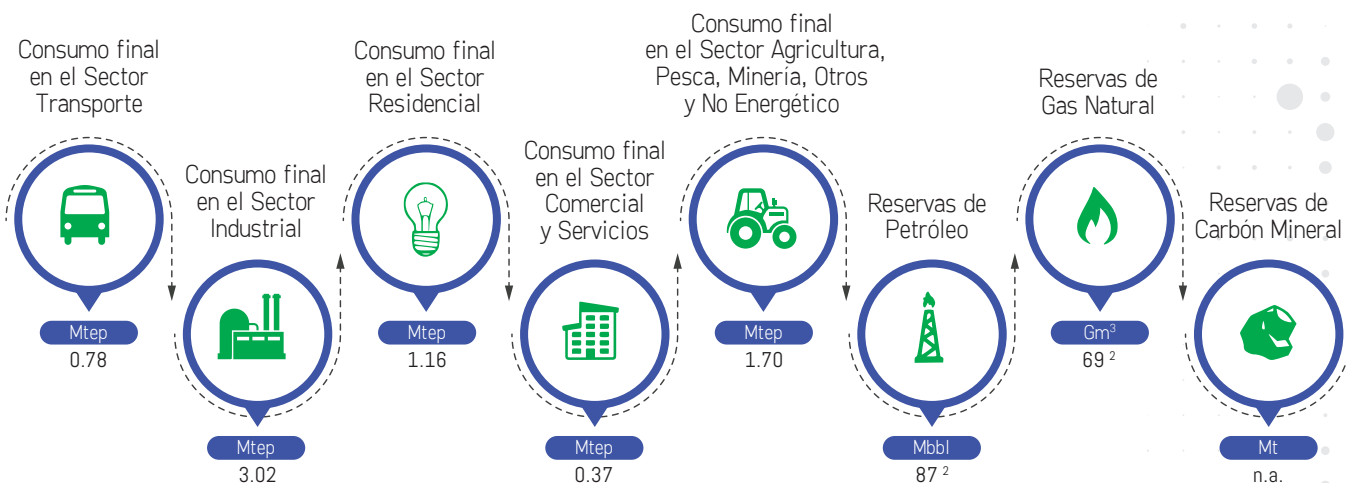 Consumo final
en el Sector
Transporte
Mtep
0.78
Consumo final
en el Sector
Industrial
Mtep
3.02
Consumo final
en el Sector
Residencial
Mtep
1.16
Consumo final
en el Sector
Comercial
y Servicios
Mtep
0.37
Consumo final
en el Sector Agricultura,
Pesca, Minería, Otros
y No Energético
Mtep
1.70
Reservas de
Petróleo
Mbbl
87 ²
Reservas de
Gas Natural
Gm³
69 ²
Reservas de
Carbón Mineral
Mt
n.a.